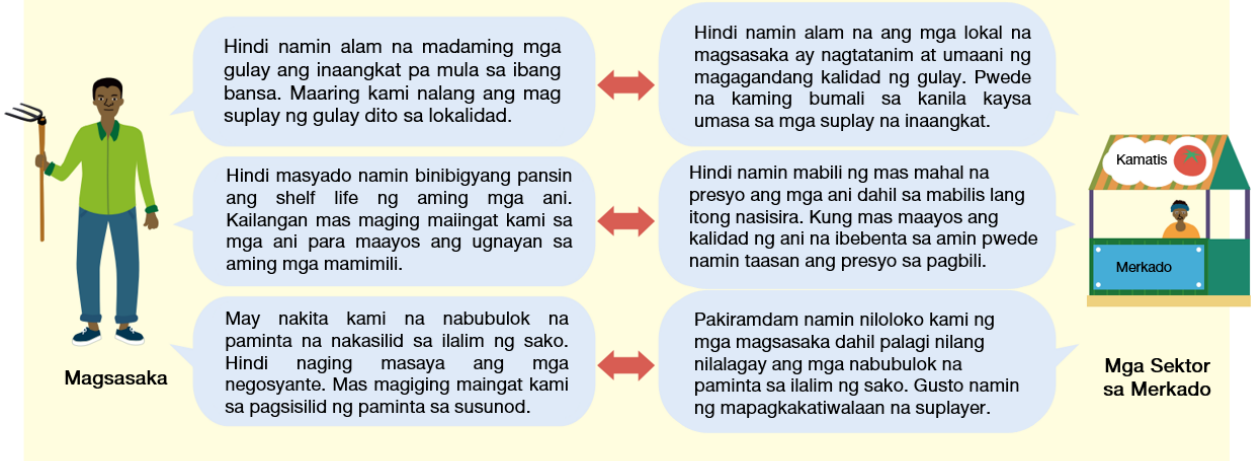 Hindi namin alam na madaming mga
gulay ang inaangkat pa mula sa ibang
bansa. Maaring kami nalang ang mag
suplay ng gulay dito sa lokalidad.
Hindi namin alam na ang mga lokal na
magsasaka ay nagtatanim at umaani ng
magagandang kalidad ng gulay. Pwede
na kaming bumali sa kanila kaysa
umasa sa mga suplay na inaangkat.
Hindi masyado namin binibigyang pansin
ang shelf life ng aming mga ani.
Kailangan mas maging maiingat kami sa
mga ani para maayos ang ugnayan sa
aming mga mamimili.
Hindi namin mabili ng mas mahal na
presyo ang mga ani dahil sa mabilis lang
itong nasisira. Kung mas maayos ang
kalidad ng ani na ibebenta sa amin pwede
namin taasan ang presyo sa pagbili.
May nakita kami na nabubulok na
paminta na nakasilid sa ilalim ng sako.
Hindi naging masaya ang mga
negosyante. Mas magiging maingat kami
sa pagsisilid ng paminta sa susunod.
Pakiramdam namin niloloko kami ng
mga magsasaka dahil palagi nilang
nilalagay ang mga nabubulok na
paminta sa ilalim ng sako. Gusto namin
ng mapagkakatiwalaan na suplayer.
Magsasaka
Kamatis
Merkado
Mga Sektor
sa Merkado